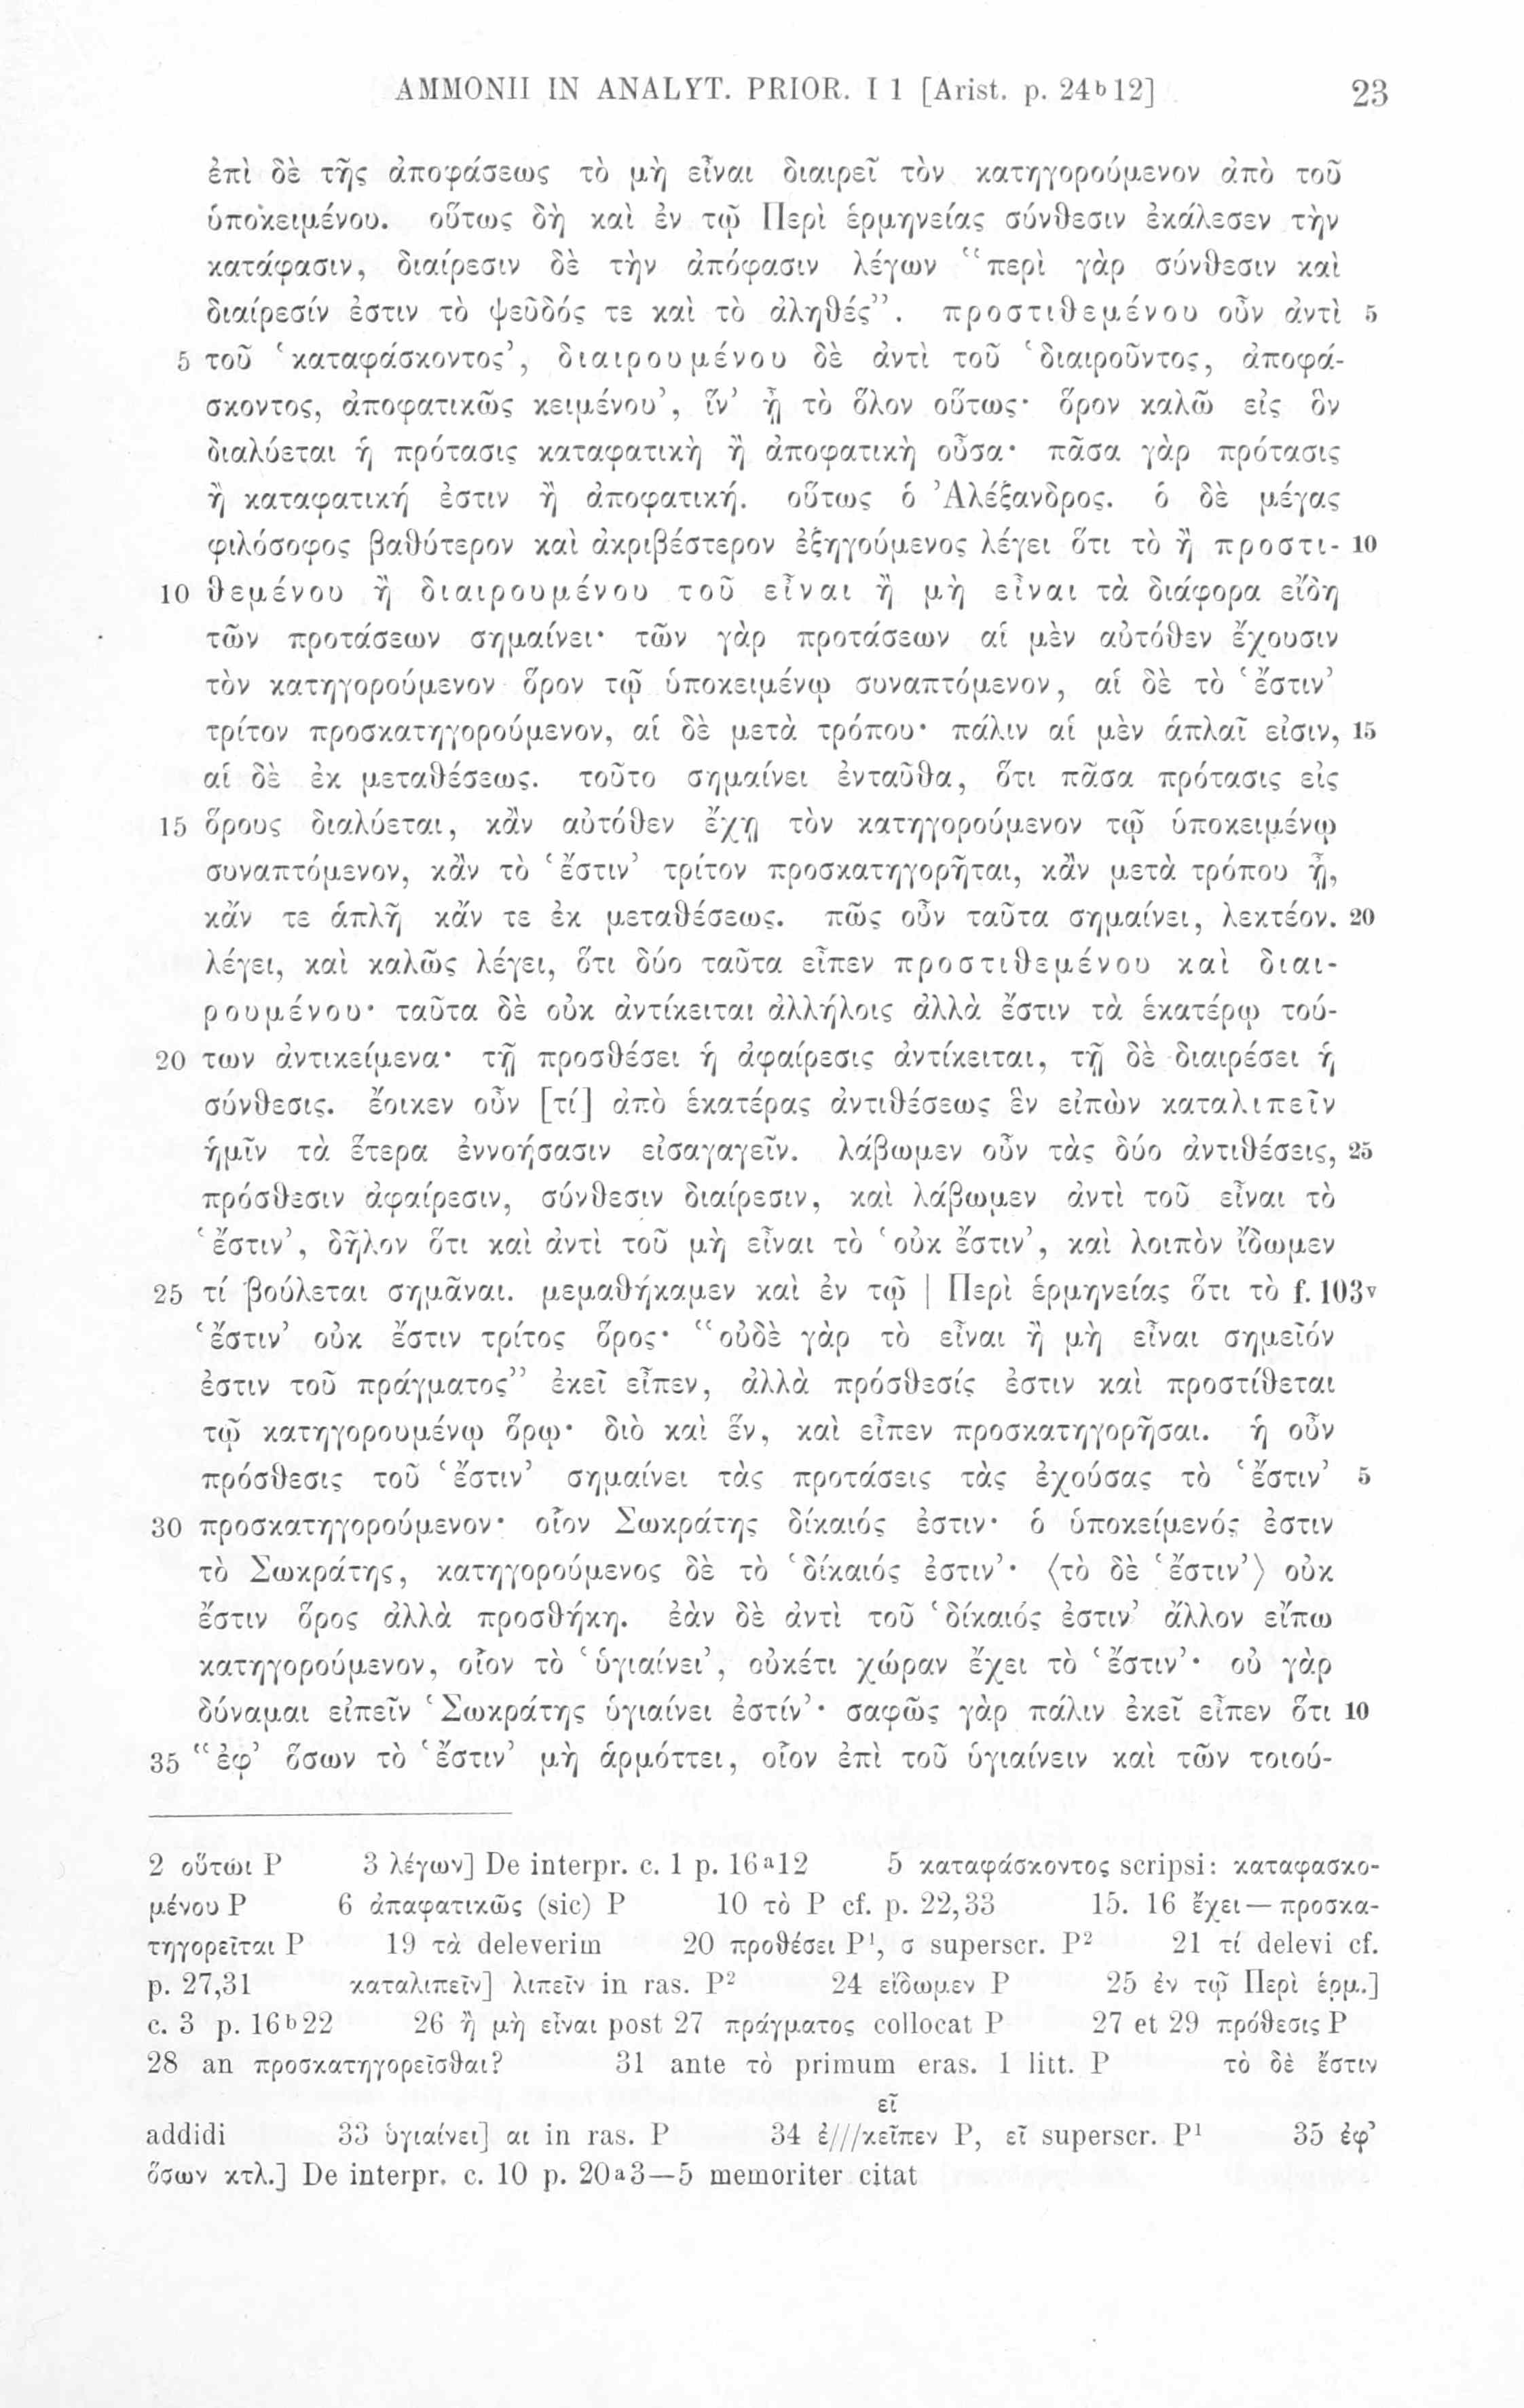 AMMONII IN ANALYT. PRIOR. I 1 [Arist. p. 24ᵇ12] 23
ἐπὶ δὲ τῆς ἀποφάσεως τὸ μὴ εἶναι διαιρεῖ τὸν κατηγορούμενον ἀπὸ τοῦ
ὑποκειμένου. οὕτως δὴ καὶ ἐν τῷ Περὶ ἑρμηνείας σύνθεσιν ἐκάλεσεν τὴν
κατάφασιν, διαίρεσιν δὲ τὴν ἀπόφασιν λέγων “περὶ γὰρ σύνθεσιν καὶ
διαίρεσίν ἐστιν τὸ ψεῦδός τε καὶ τὸ ἀληθές”. προστιθεμένου οὖν ἀντὶ 5
5 τοῦ ‘καταφάσκοντος’, διαιρουμένου δὲ ἀντὶ τοῦ ‘διαιροῦντος, ἀποφά-
σκοντος, ἀποφατικῶς κειμένου’, ἵν’ ᾖ τὸ ὅλον οὕτως· ὅρον καλῶ εἰς ὃν
διαλύεται ἡ πρότασις καταφατικὴ ἢ ἀποφατικὴ οὖσα· πᾶσα γὰρ πρότασις
ἢ καταφατική ἐστιν ἢ ἀποφατική. οὕτως ὁ Ἀλέξανδρος. ὁ δὲ μέγας
φιλόσοφος βαθύτερον καὶ ἀκριβέστερον ἐξηγούμενος λέγει ὅτι τὸ ἢ προστι- 10
10 θεμένου ἢ διαιρουμένου τοῦ εἶναι ἢ μὴ εἶναι τὰ διάφορα εἴδη
τῶν προτάσεων σημαίνει· τῶν γὰρ προτάσεων αἱ μὲν αὐτόθεν ἔχουσιν
τὸν κατηγορούμενον ὅρον τῷ ὑποκειμένῳ συναπτόμενον, αἱ δὲ τὸ ‘ἔστιν’
τρίτον προσκατηγορούμενον, αἱ δὲ μετὰ τρόπου· πάλιν αἱ μὲν ἁπλαῖ εἰσιν, 15
αἱ δὲ ἐκ μεταθέσεως. τοῦτο σημαίνει ἐνταῦθα, ὅτι πᾶσα πρότασις εἰς
15 ὅρους διαλύεται, κἂν αὐτόθεν ἔχῃ τὸν κατηγορούμενον τῷ ὑποκειμένῳ
συναπτόμενον, κἂν τὸ ‘ἔστιν’ τρίτον προσκατηγορῆται, κἂν μετὰ τρόπου ᾖ,
κἄν τε ἁπλῆ κἄν τε ἐκ μεταθέσεως. πῶς οὖν ταῦτα σημαίνει, λεκτέον. 20
λέγει, καὶ καλῶς λέγει, ὅτι δύο ταῦτα εἶπεν προστιθεμένου καὶ διαι-
ρουμένου· ταῦτα δὲ οὐκ ἀντίκειται ἀλλήλοις ἀλλὰ ἔστιν τὰ ἑκατέρῳ τού-
20 των ἀντικείμενα· τῇ προσθέσει ἡ ἀφαίρεσις ἀντίκειται, τῇ δὲ διαιρέσει ἡ
σύνθεσις. ἔοικεν οὖν [τί] ἀπὸ ἑκατέρας ἀντιθέσεως ἓν εἰπὼν καταλιπεῖν
ἡμῖν τὰ ἕτερα ἐννοήσασιν εἰσαγαγεῖν. λάβωμεν οὖν τὰς δύο ἀντιθέσεις, 25
πρόσθεσιν ἀφαίρεσιν, σύνθεσιν διαίρεσιν, καὶ λάβωμεν ἀντὶ τοῦ εἶναι τὸ
‘ἔστιν’, δῆλον ὅτι καὶ ἀντὶ τοῦ μὴ εἶναι τὸ ‘οὐκ ἔστιν’, καὶ λοιπὸν ἴδωμεν
25 τί βούλεται σημᾶναι. μεμαθήκαμεν καὶ ἐν τῷ | Περὶ ἑρμηνείας ὅτι τὸ f. 103ᵛ
‘ἔστιν’ οὐκ ἔστιν τρίτος ὅρος· “οὐδὲ γὰρ τὸ εἶναι ἢ μὴ εἶναι σημεῖόν
ἐστιν τοῦ πράγματος” ἐκεῖ εἶπεν, ἀλλὰ πρόσθεσίς ἐστιν καὶ προστίθεται
τῷ κατηγορουμένῳ ὅρῳ· διὸ καὶ ἕν, καὶ εἶπεν προσκατηγορῆσαι. ἡ οὖν
πρόσθεσις τοῦ ‘ἔστιν’ σημαίνει τὰς προτάσεις τὰς ἐχούσας τὸ ‘ἔστιν’ 5
30 προσκατηγορούμενον· οἷον Σωκράτης δίκαιός ἐστιν· ὁ ὑποκείμενός ἐστιν
τὸ Σωκράτης, κατηγορούμενος δὲ τὸ ‘δίκαιός ἐστιν’· ⟨τὸ δὲ ‘ἔστιν’⟩ οὐκ
ἔστιν ὅρος ἀλλὰ προσθήκη. ἐὰν δὲ ἀντὶ τοῦ ‘δίκαιός ἐστιν’ ἄλλον εἴπω
κατηγορούμενον, οἷον τὸ ‘ὑγιαίνει’, οὐκέτι χώραν ἔχει τὸ ‘ἔστιν’· οὐ γὰρ
δύναμαι εἰπεῖν ‘Σωκράτης ὑγιαίνει ἐστίν’· σαφῶς γὰρ πάλιν ἐκεῖ εἶπεν ὅτι 10
35 “ἐφ’ ὅσων τὸ ‘ἔστιν’ μὴ ἁρμόττει, οἷον ἐπὶ τοῦ ὑγιαίνειν καὶ τῶν τοιού-
2 οὕτωι P 3 λέγων] De interpr. c. 1 p. 16ᵃ12 5 καταφάσκοντος scripsi: καταφασκο-
μένου P 6 ἀπαφατικῶς (sic) P 10 τὸ P cf. p. 22,33 15. 16 ἔχει — προσκα-
τηγορεῖται P 19 τὰ deleverim 20 προθέσει P¹, σ superscr. P² 21 τί delevi cf.
p. 27,31 καταλιπεῖν] λιπεῖν in ras. P² 24 εἴδωμεν P 25 ἐν τῷ Περὶ ἑρμ.]
c. 3 p. 16ᵇ22 26 ἢ μὴ εἶναι post 27 πράγματος collocat P 27 et 29 πρόθεσις P
28 an προσκατηγορεῖσθαι? 31 ante τὸ primum eras. 1 litt. P τὸ δὲ ἔστιν
εῖ
addidi 33 ὑγιαίνει] αι in ras. P 34 ἐ///κεῖπεν P, εῖ superscr. P¹ 35 ἐφ’
ὅσων κτλ.] De interpr. c. 10 p. 20ᵃ3—5 memoriter citat